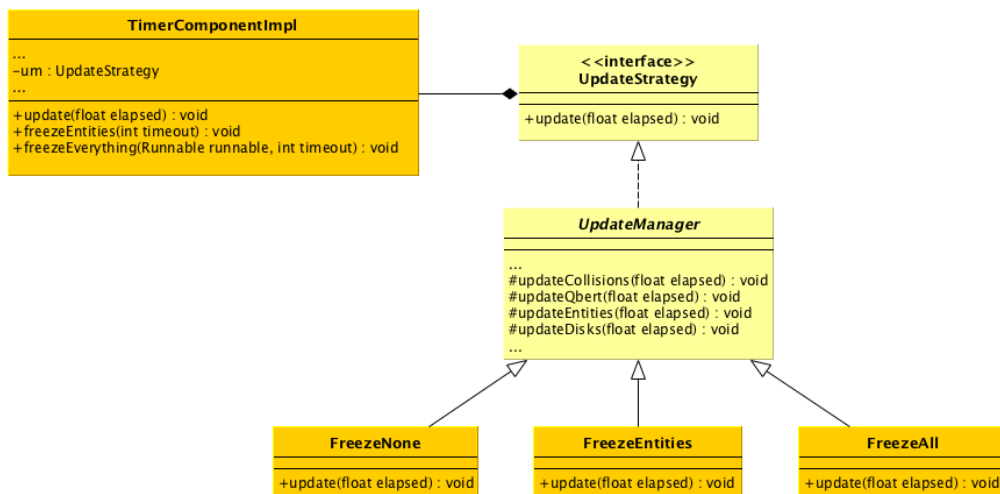 TimerComponentImpl
...
-um : UpdateStrategy
...
+update(float elapsed) : void
+freezeEntities(int timeout) : void
+freezeEverything(Runnable runnable, int timeout) : void
<<interface>>
UpdateStrategy
+update(float elapsed) : void
UpdateManager
...
#updateCollisions(float elapsed) : void
#updateQbert(float elapsed) : void
#updateEntities(float elapsed) : void
#updateDisks(float elapsed) : void
...
FreezeNone
+update(float elapsed) : void
FreezeEntities
+update(float elapsed) : void
FreezeAll
+update(float elapsed) : void